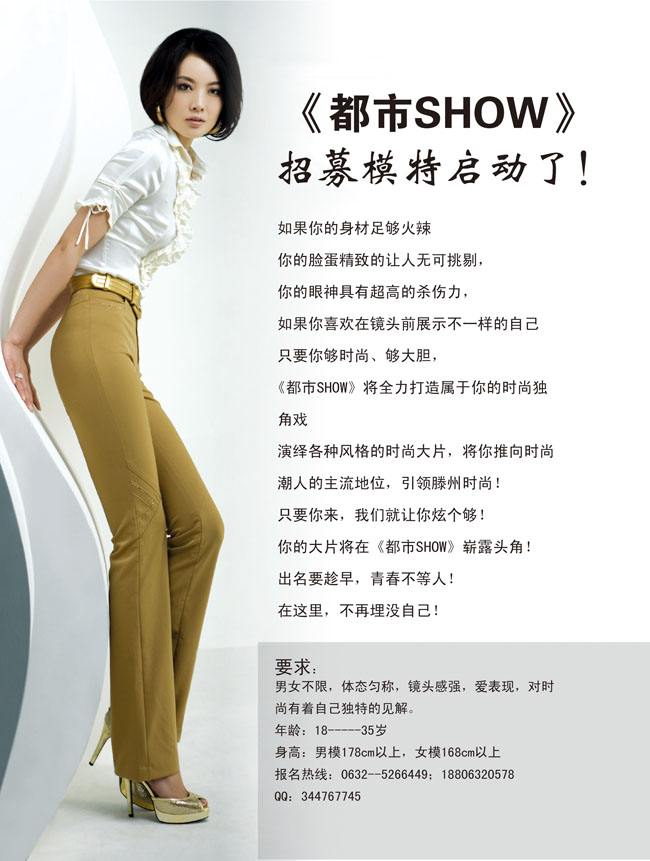 《都市SHOW》
招募模特启动了！
如果你的身材足够火辣
你的脸蛋精致的让人无可挑剔，
你的眼神具有超高的杀伤力，
如果你喜欢在镜头前展示不一样的自己
只要你够时尚、够大胆，
《都市SHOW》将全力打造属于你的时尚独
角戏
演绎各种风格的时尚大片，将你推向时尚
潮人的主流地位，引领滕州时尚！
只要你来，我们就让你炫个够！
你的大片将在《都市SHOW》崭露头角！
出名要趁早，青春不等人！
在这里，不再埋没自己！
要求：
男女不限，体态匀称，镜头感强，爱表现，对时
尚有着自己独特的见解。
年龄：18-----35岁
身高：男模178cm以上，女模168cm以上
报名热线：0632--5266449；18806320578
QQ：344767745